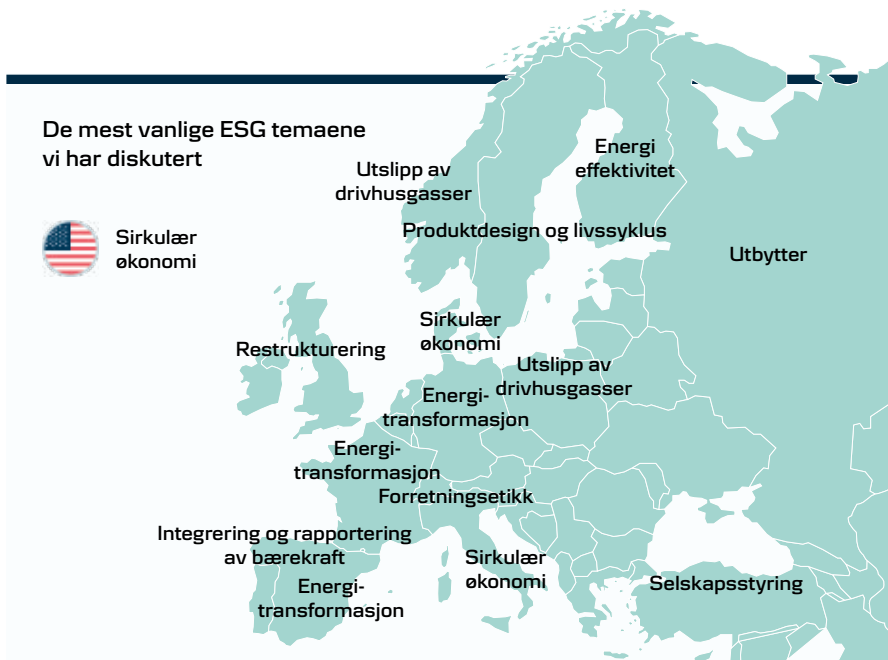 De mest vanlige ESG temaene
vi har diskutert
Sirkulær
økonomi
Utslipp av
drivhusgasser
Energi
effektivitet
Produktdesign og livssyklus
Utbytter
Sirkulær
økonomi
Restrukturering
Utslipp av
drivhusgasser
Energi-
transformasjon
Energi-
transformasjon
Forretningsetikk
Integrering og rapportering
av bærekraft
Energi-
transformasjon
Sirkulær
økonomi
Selskapsstyring